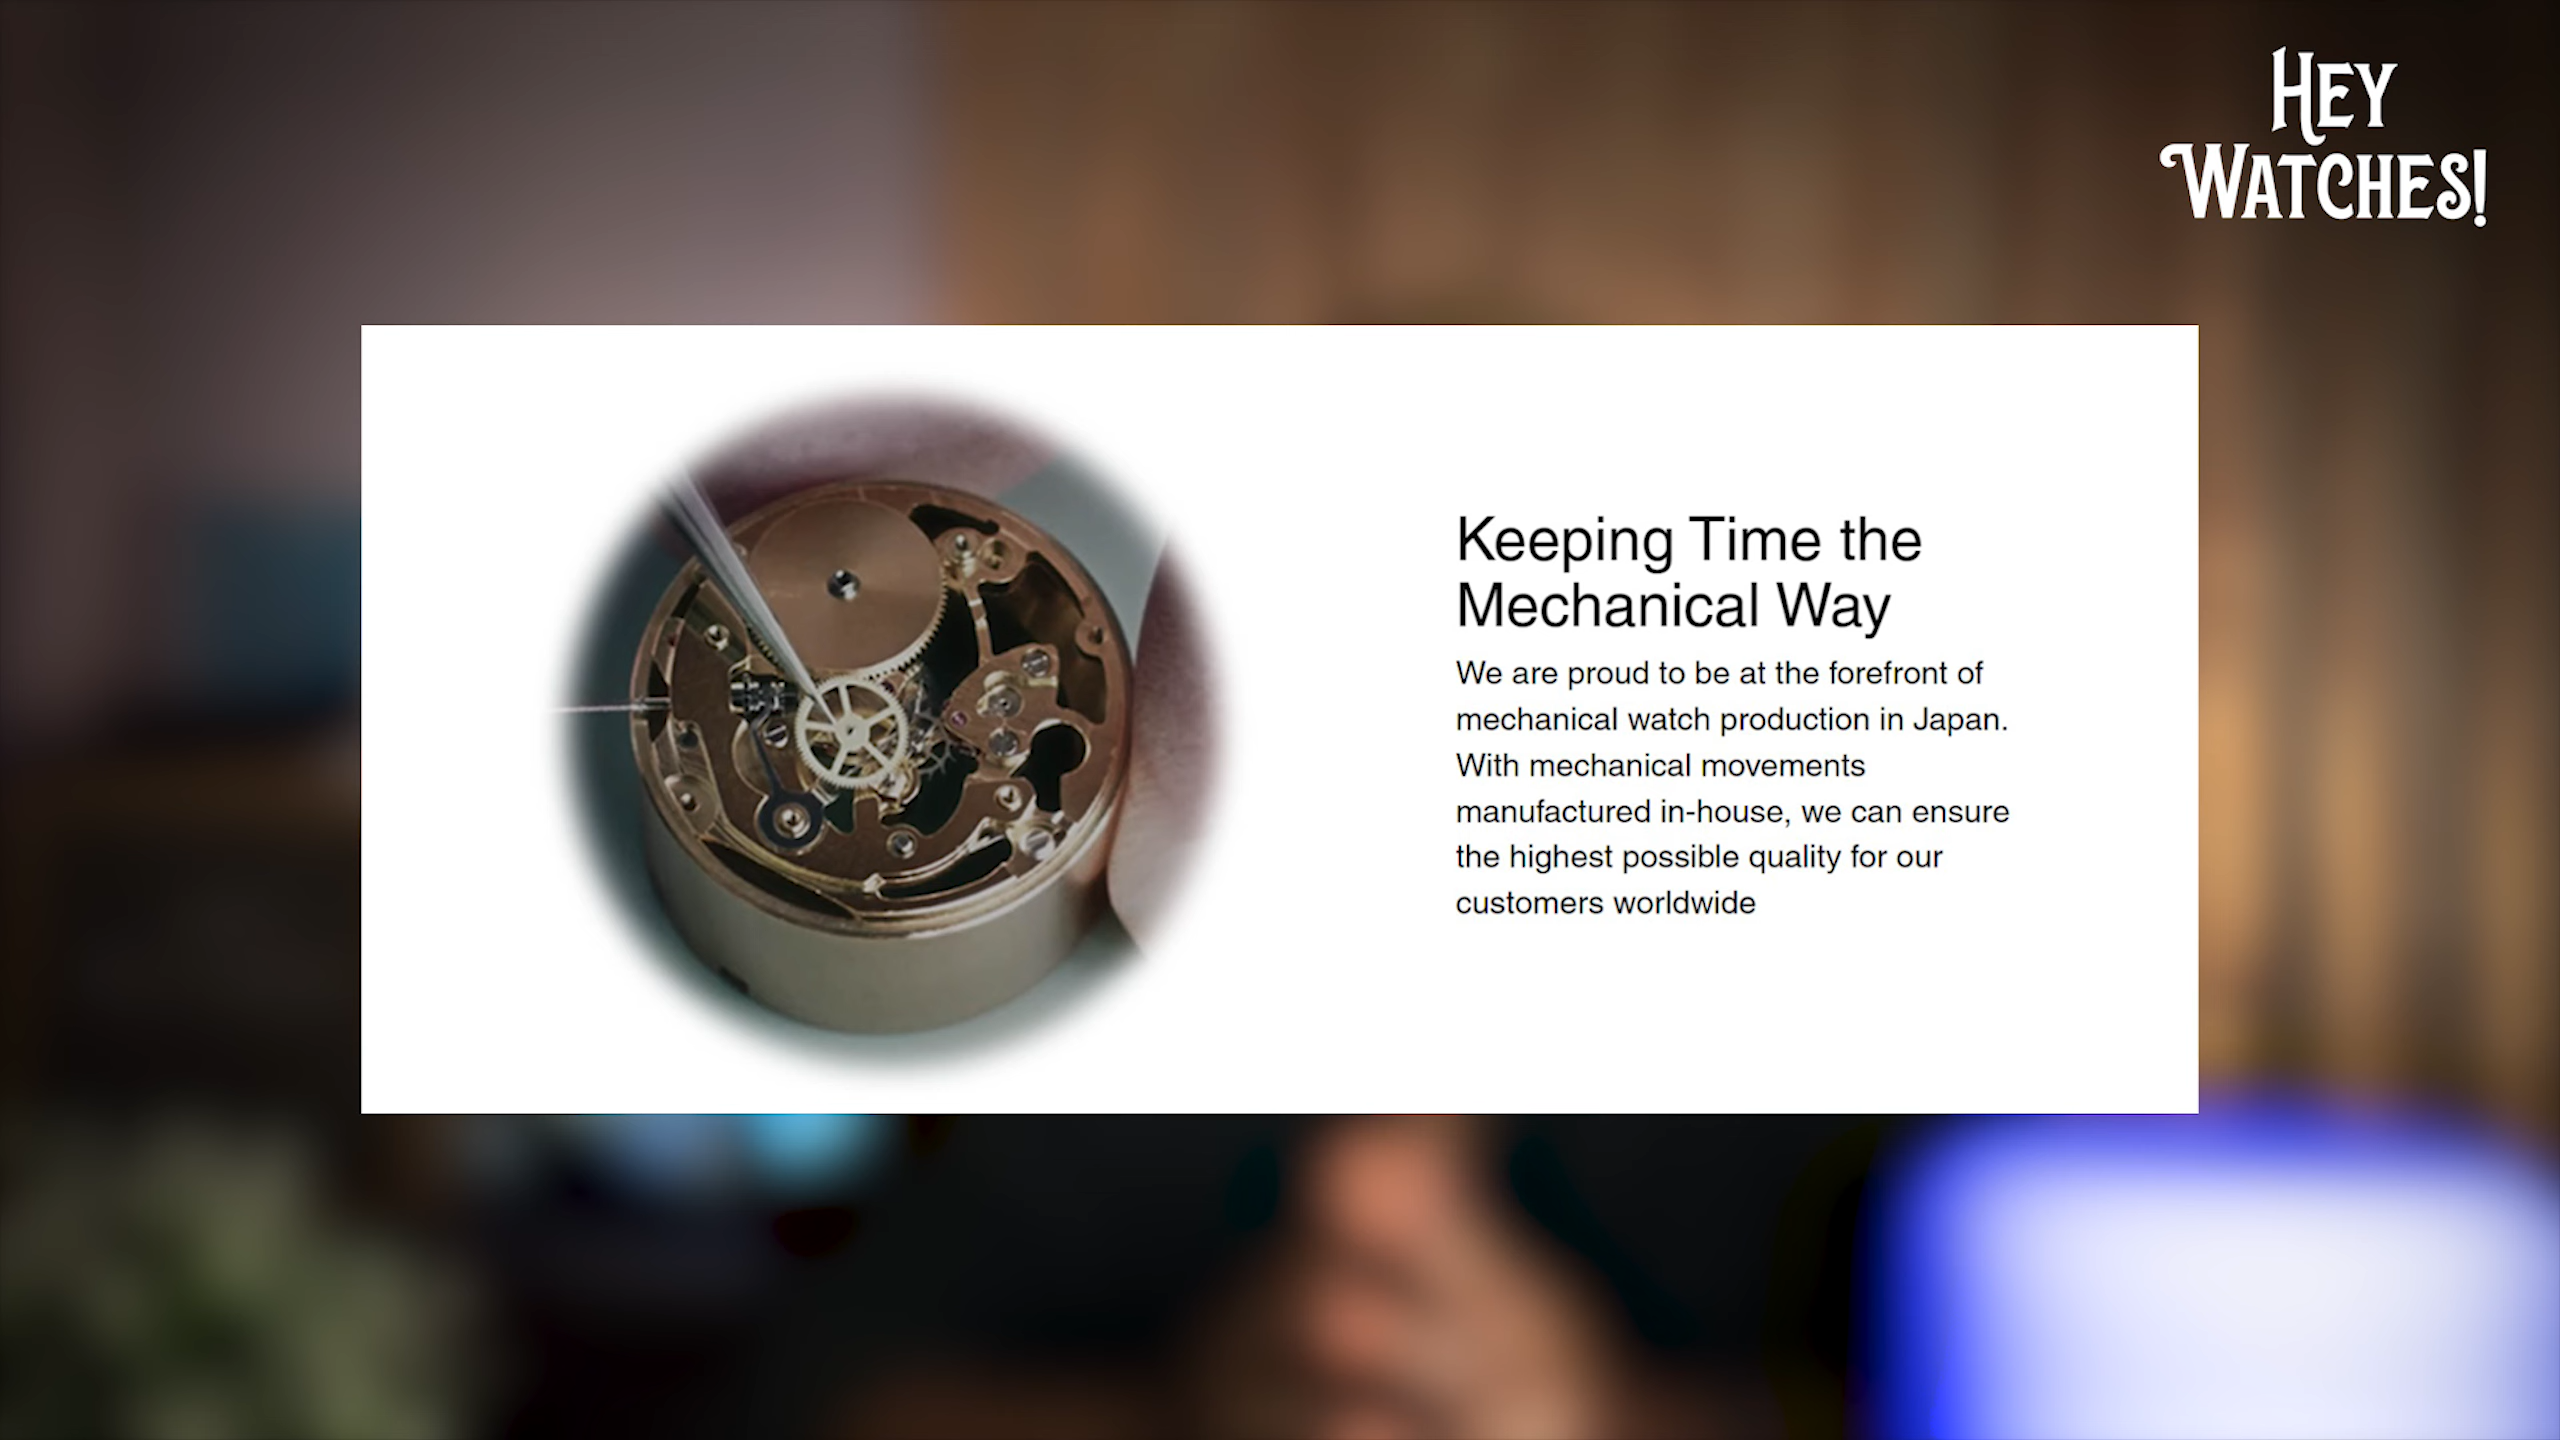 HEY
WATCHES!
Keeping Time the
Mechanical Way
We are proud to be at the forefront of
mechanical watch production in Japan.
With mechanical movements
manufactured in-house, we can ensure
the highest possible quality for our
customers worldwide